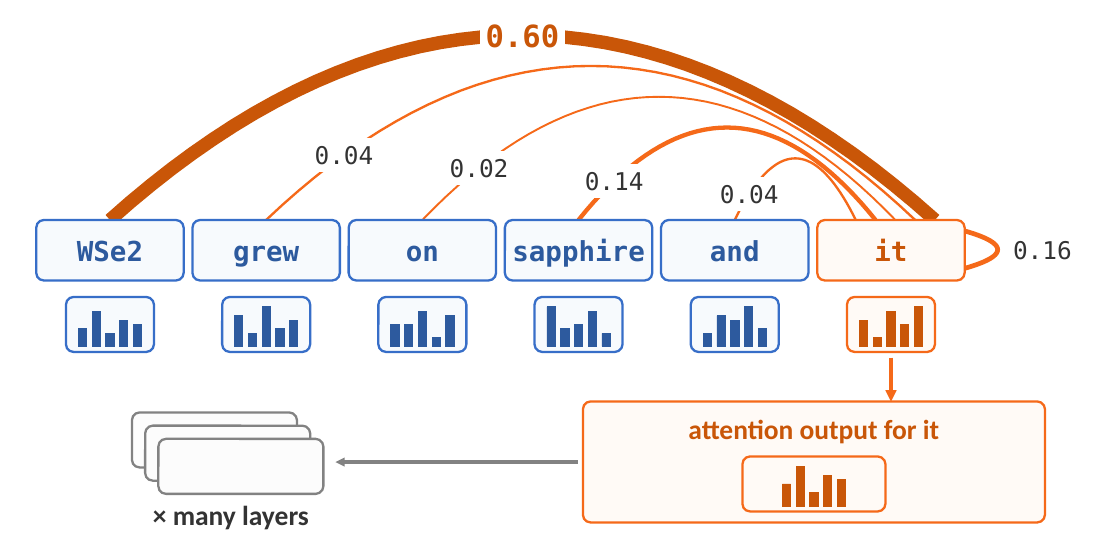 0.60
0.04
0.02
0.14
0.04
WSe2 grew on sapphire and it
0.16
attention output for it
× many layers